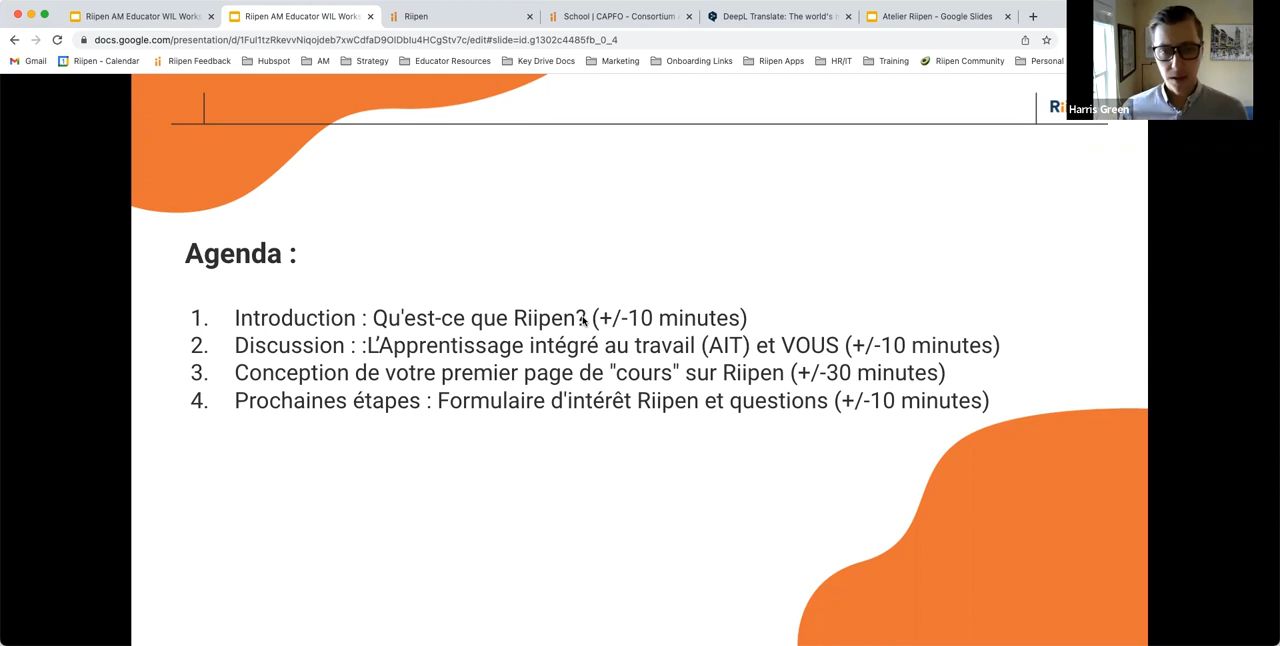 Riipen AM Educator WIL Works
Riipen AM Educator WIL Works
Riipen
School | CAPFO - Consortium
DeepL Translate: The world's
Atelier Riipen - Google Slides
docs.google.com/presentation/d/1Ful1tzRkevvNiqojdeb7xwCdfaD9OlDblu4HCgStv7c/edit#slide=id.g1302c4485fb_0_4
Gmail
Riipen - Calendar
Riipen Feedback
Hubspot
AM
Strategy
Educator Resources
Key Drive Docs
Marketing
Onboarding Links
Riipen Apps
HR/IT
Training
Riipen Community
Personal
Harris Green
Agenda :
1. Introduction : Qu'est-ce que Riipen? (+/-10 minutes)
2. Discussion : :L’Apprentissage intégré au travail (AIT) et VOUS (+/-10 minutes)
3. Conception de votre premier page de "cours" sur Riipen (+/-30 minutes)
4. Prochaines étapes : Formulaire d'intérêt Riipen et questions (+/-10 minutes)